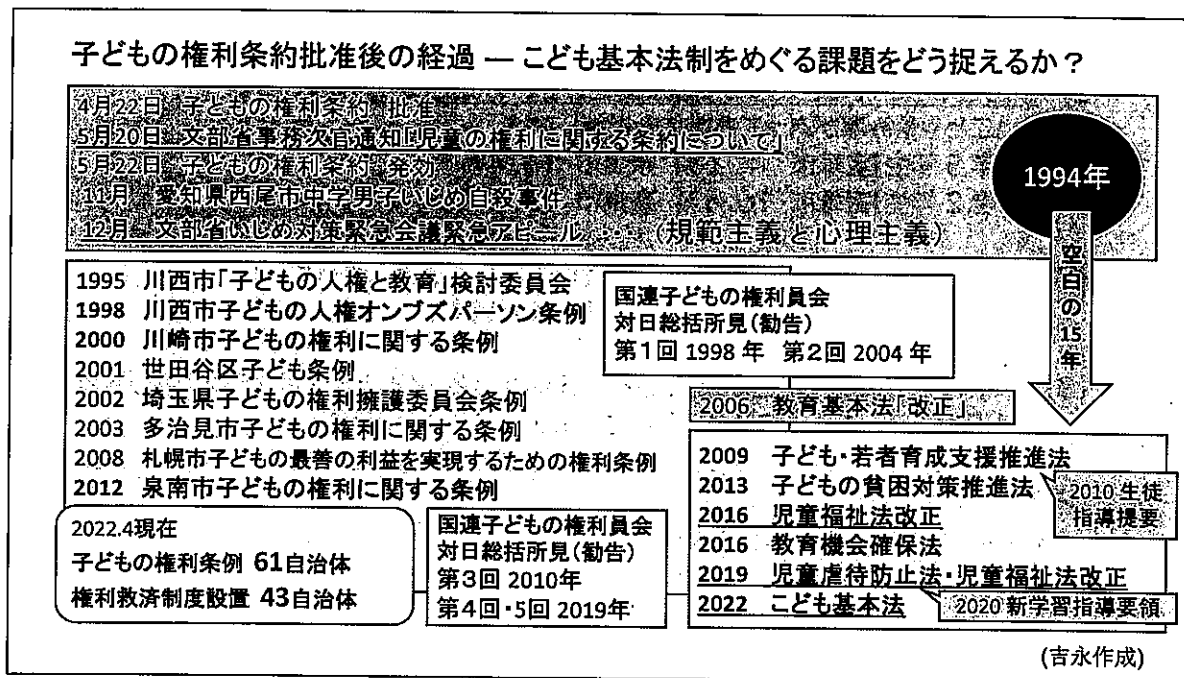 子どもの権利条約批准後の経過 ― こども基本法制をめぐる課題をどう捉えるか？
4月22日 子どもの権利条約 批准
5月20日 文部省事務次官通知「児童の権利に関する条約について」
5月22日 子どもの権利条約 発効
11月 愛知県西尾市中学男子いじめ自殺事件
12月 文部省いじめ対策緊急会議緊急アピール ･･･ (規範主義と心理主義)
1994年
空白の15年
1995 川西市「子どもの人権と教育」検討委員会
1998 川西市子どもの人権オンブズパーソン条例
2000 川崎市子どもの権利に関する条例
2001 世田谷区子ども条例
2002 埼玉県子どもの権利擁護委員会条例
2003 多治見市子どもの権利に関する条例
2008 札幌市子どもの最善の利益を実現するための権利条例
2012 泉南市子どもの権利に関する条例
国連子どもの権利員会
対日総括所見(勧告)
第1回 1998年 第2回 2004年
2006 教育基本法「改正」
2009 子ども・若者育成支援推進法
2013 子どもの貧困対策推進法
2016 児童福祉法改正
2016 教育機会確保法
2019 児童虐待防止法・児童福祉法改正
2022 こども基本法
2010 生徒
指導提要
2020 新学習指導要領
2022.4現在
子どもの権利条例 61自治体
権利救済制度設置 43自治体
国連子どもの権利員会
対日総括所見(勧告)
第3回 2010年
第4回・5回 2019年
(吉永作成)